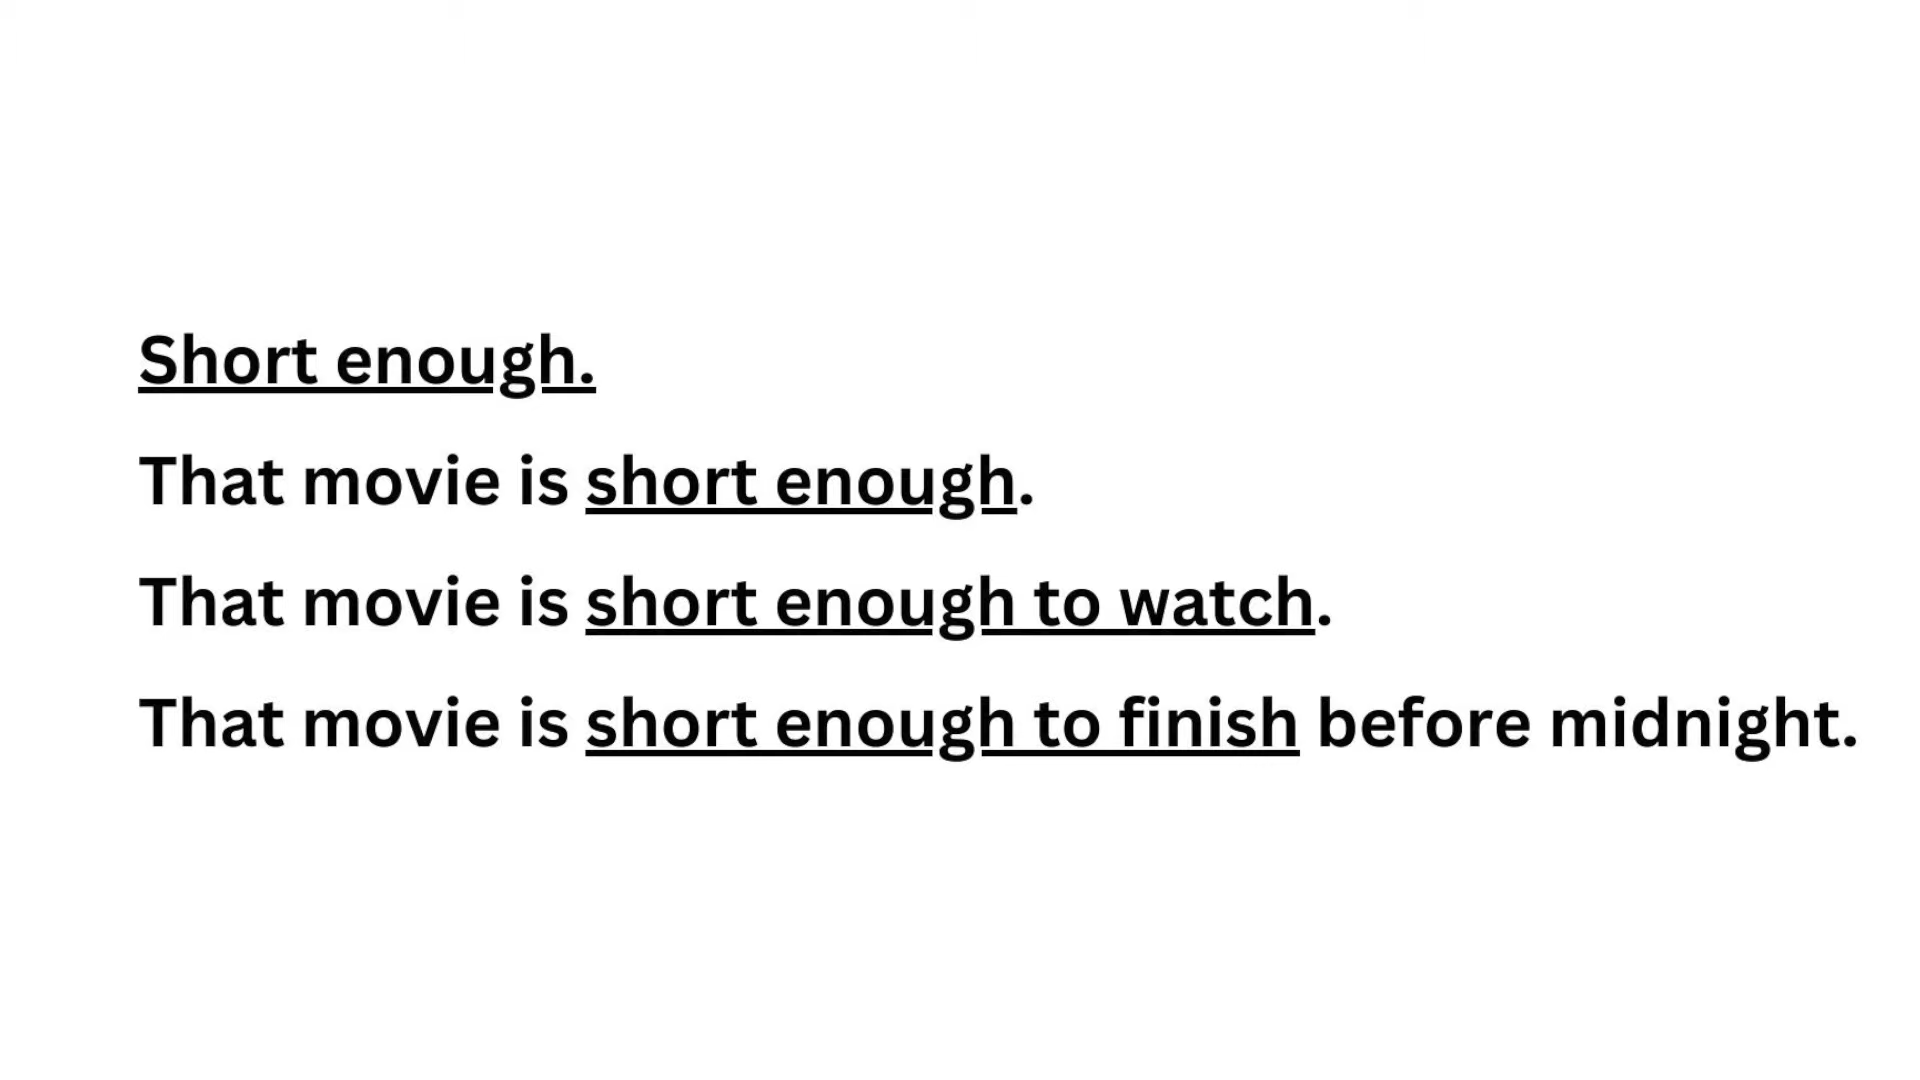 Short enough.
That movie is short enough.
That movie is short enough to watch.
That movie is short enough to finish before midnight.